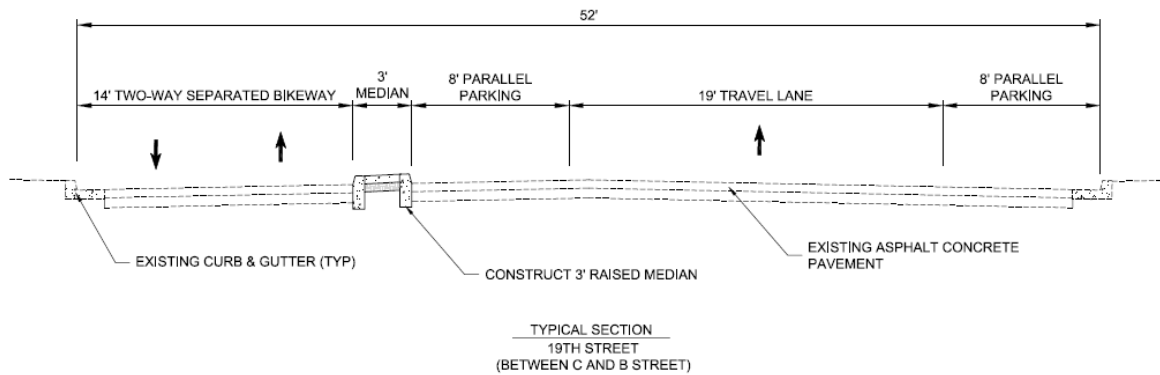 52'
14' TWO-WAY SEPARATED BIKEWAY
3'
MEDIAN
8' PARALLEL
PARKING
19' TRAVEL LANE
8' PARALLEL
PARKING
EXISTING CURB & GUTTER (TYP)
CONSTRUCT 3' RAISED MEDIAN
EXISTING ASPHALT CONCRETE
PAVEMENT
TYPICAL SECTION
19TH STREET
(BETWEEN C AND B STREET)